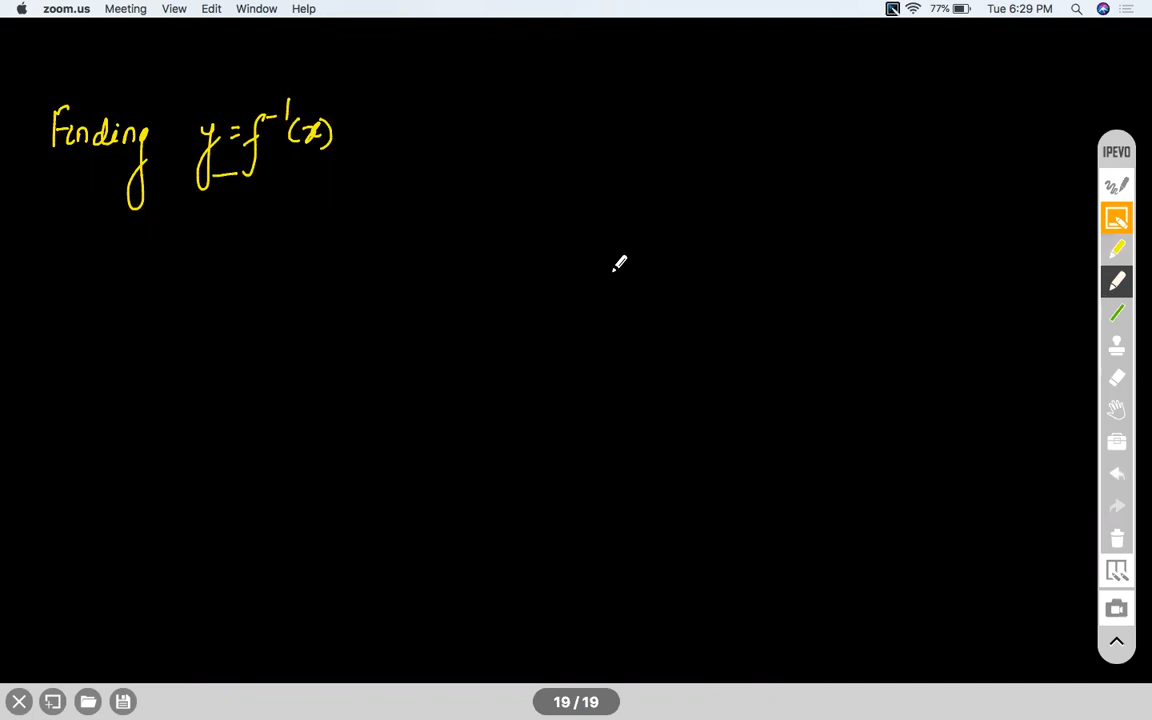 zoom.us Meeting View Edit Window Help 77% Tue 6:29 PM
Finding y = f⁻¹(x)
IPEVO
19 / 19